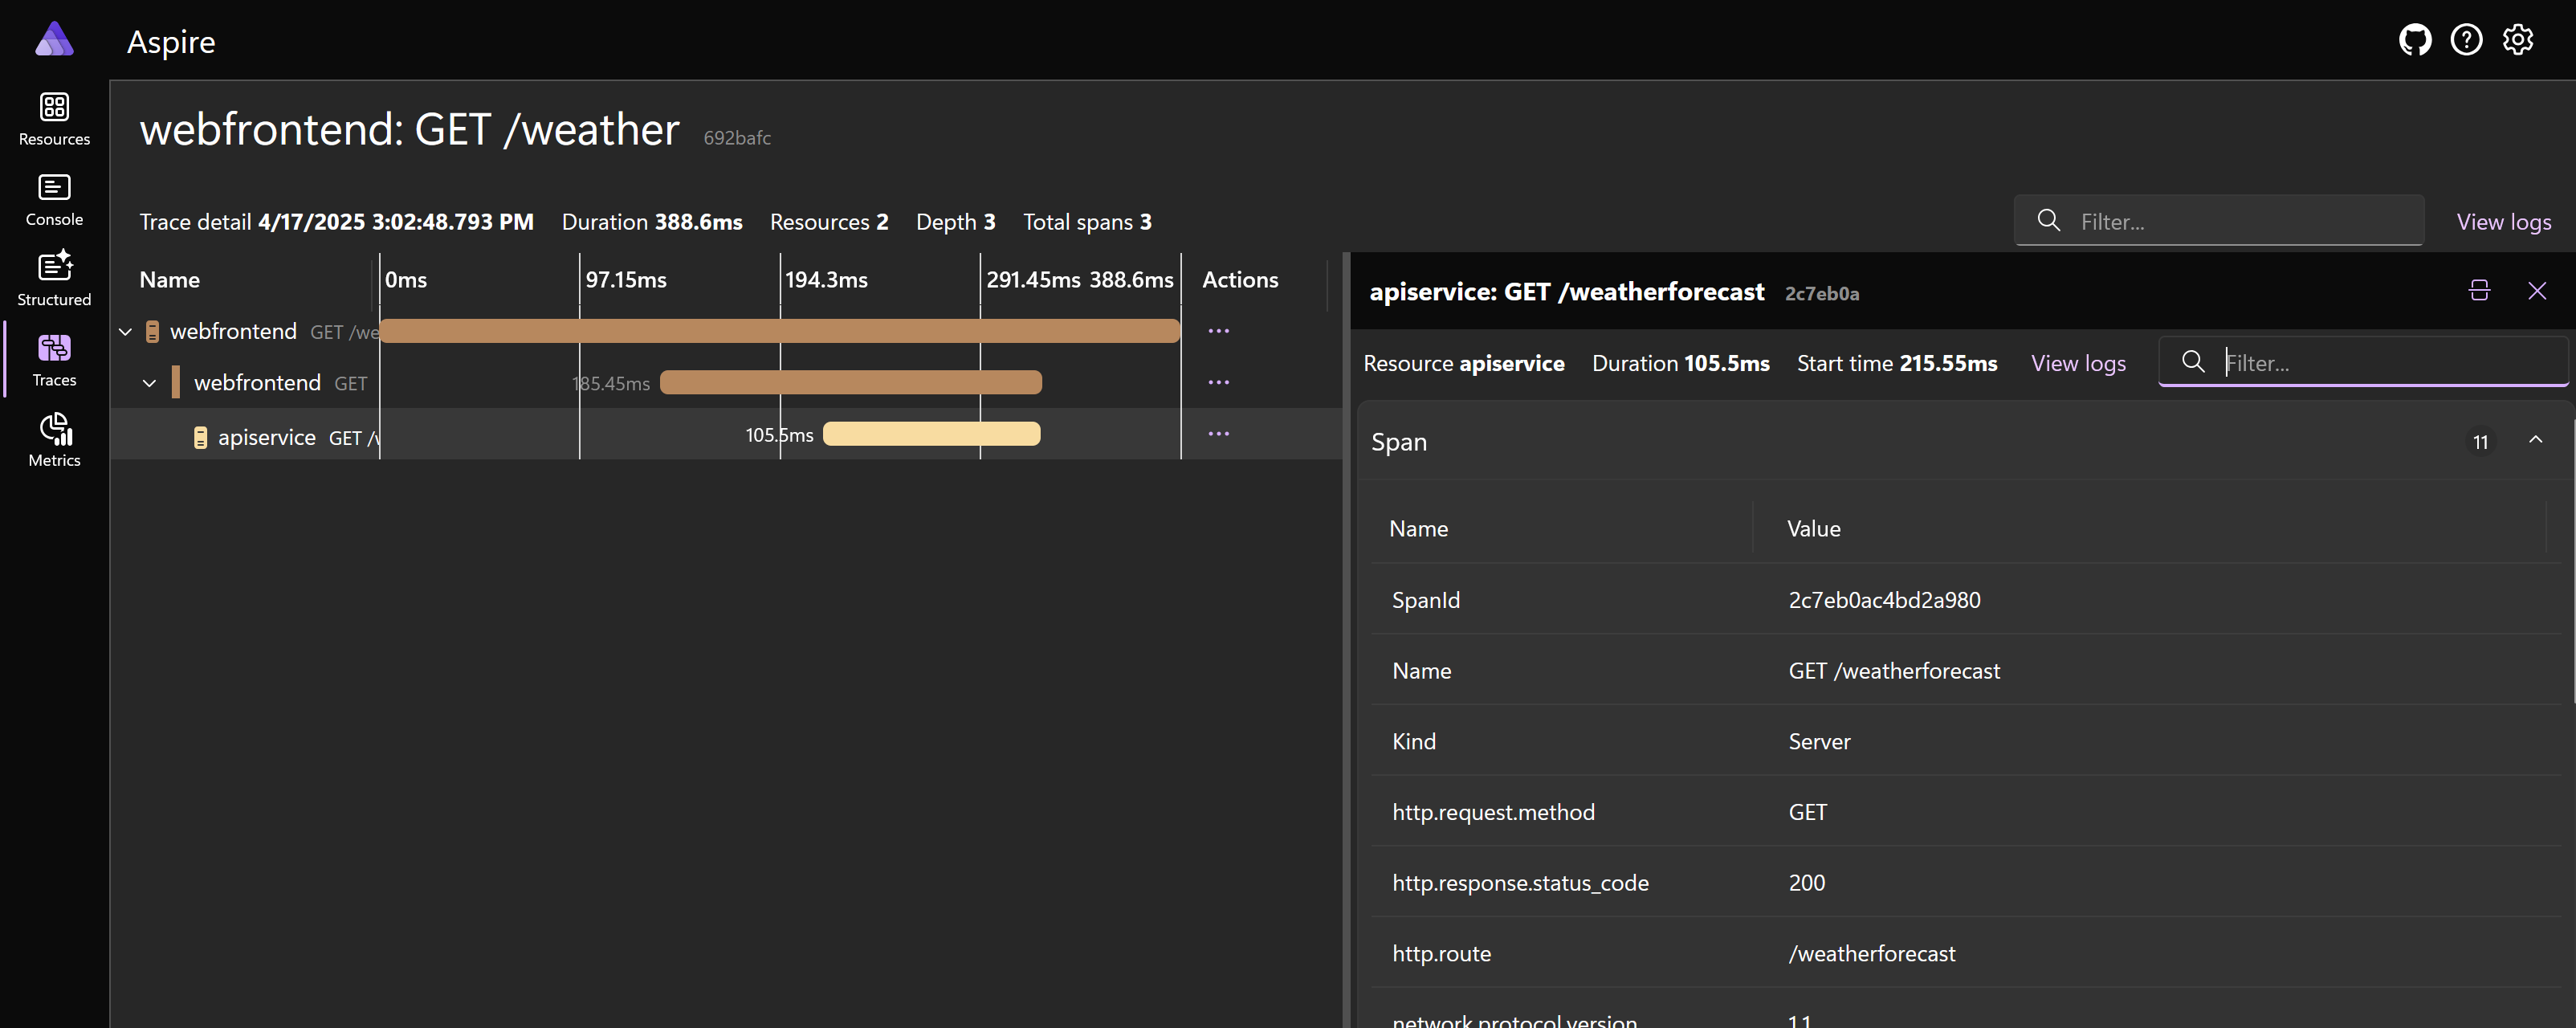 Aspire
Resources
Console
Structured
Traces
Metrics
webfrontend: GET /weather 692bafc
Trace detail 4/17/2025 3:02:48.793 PM Duration 388.6ms Resources 2 Depth 3 Total spans 3
Filter...
View logs
Name 0ms 97.15ms 194.3ms 291.45ms 388.6ms Actions
webfrontend GET /we
webfrontend GET 185.45ms
apiservice GET /w 105.5ms
apiservice: GET /weatherforecast 2c7eb0a
Resource apiservice Duration 105.5ms Start time 215.55ms View logs Filter...
Span 11
Name Value
SpanId 2c7eb0ac4bd2a980
Name GET /weatherforecast
Kind Server
http.request.method GET
http.response.status_code 200
http.route /weatherforecast
network.protocol.version 1.1